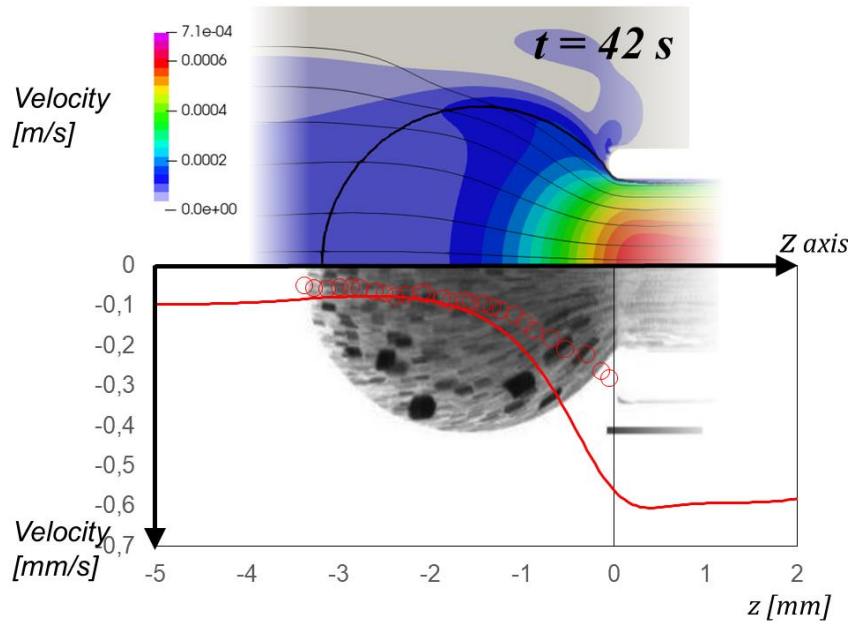 7.1e-04
0.0006
0.0004
0.0002
0.0e+00
Velocity
[m/s]
t = 42 s
Z axis
0
-0,1
-0,2
-0,3
-0,4
-0,5
-0,6
-0,7
Velocity
[mm/s]
-5 -4 -3 -2 -1 0 1 2
z [mm]